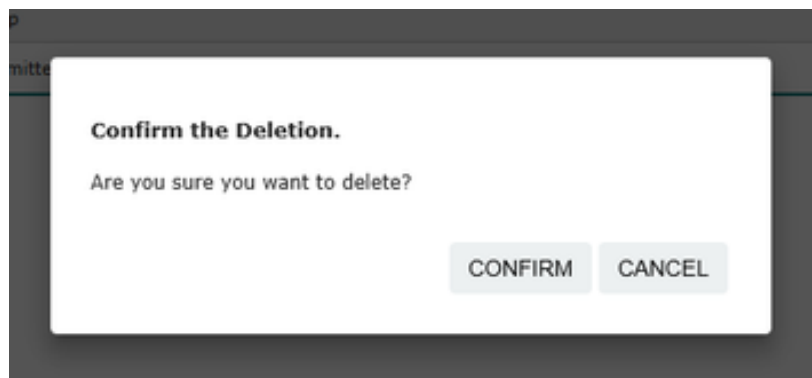 Confirm the Deletion.
Are you sure you want to delete?
CONFIRM CANCEL